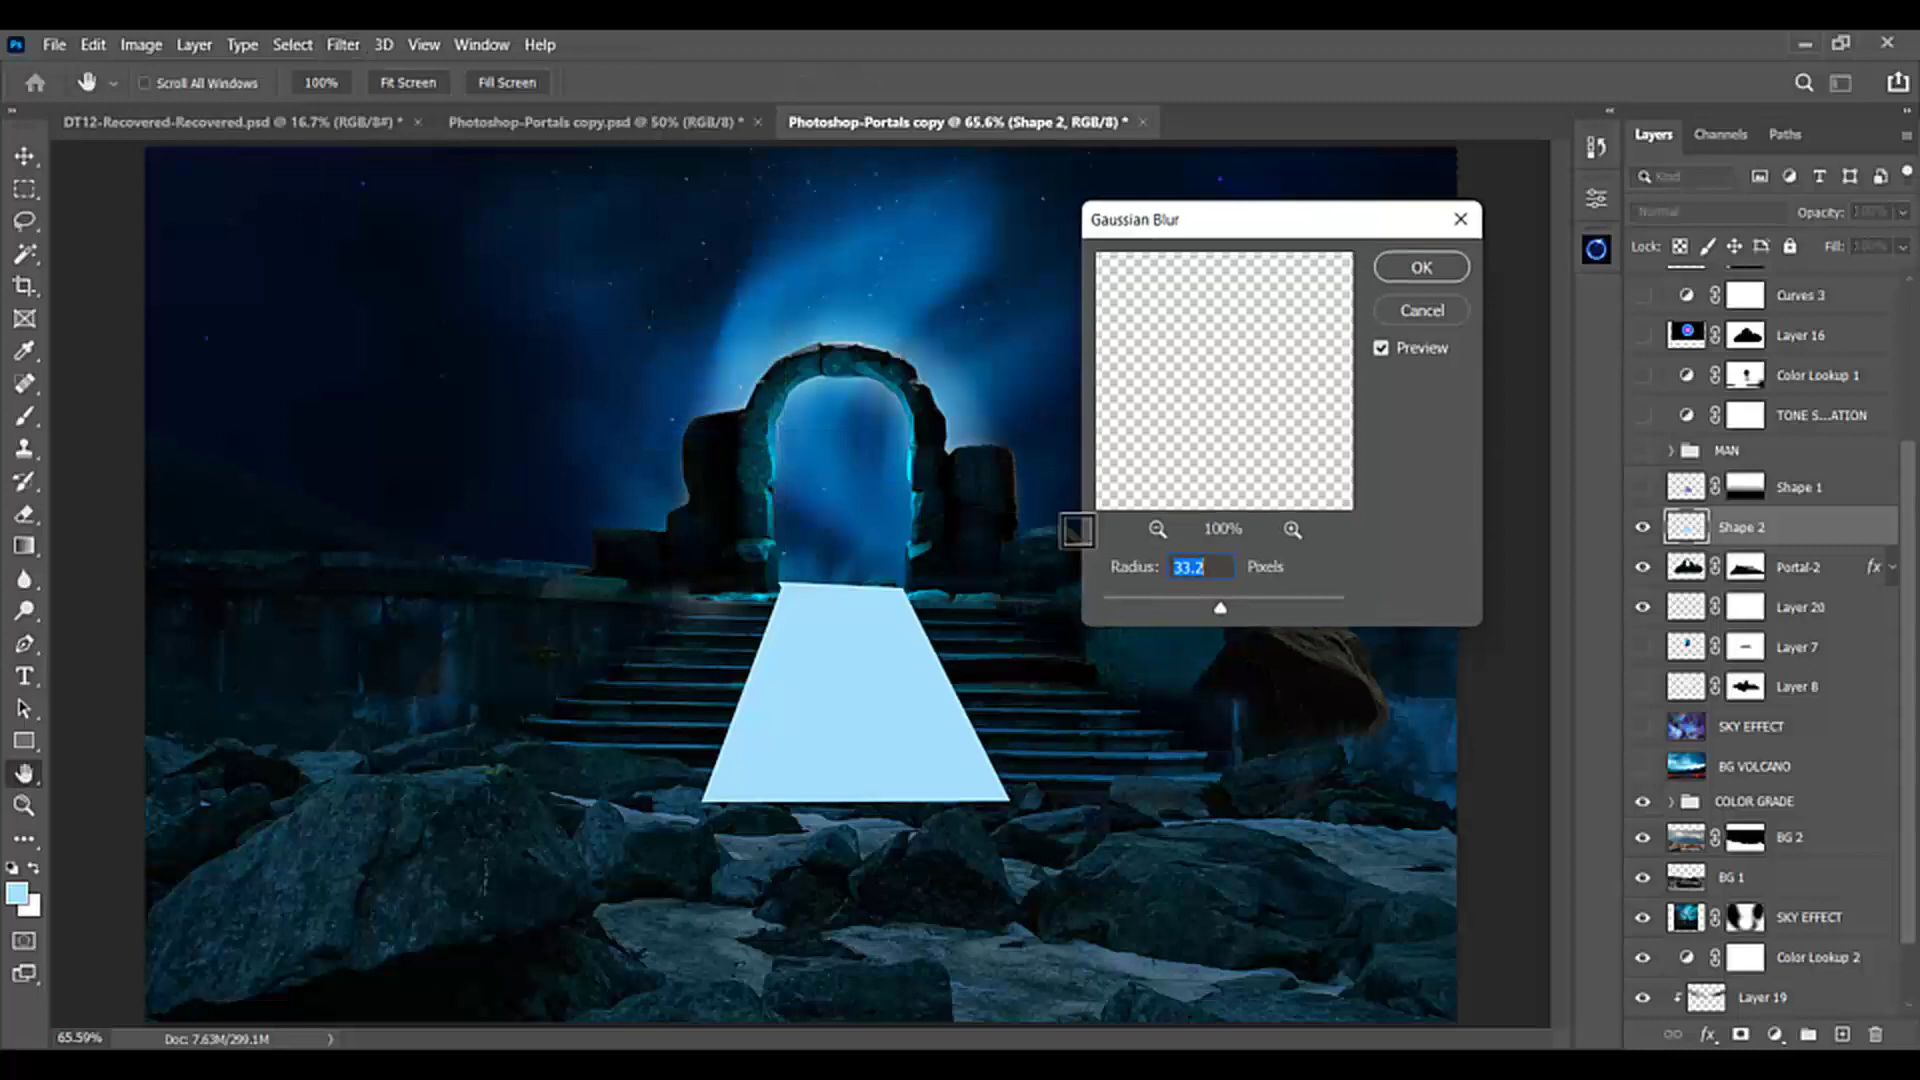 Ps File Edit Image Layer Type Select Filter 3D View Window Help
Scroll All Windows 100% Fit Screen Fill Screen
DT12-Recovered-Recovered.psd @ 16.7% (RGB/8#) * Photoshop-Portals copy.psd @ 50% (RGB/8) * Photoshop-Portals copy @ 65.6% (Shape 2, RGB/8) *
Layers Channels Paths
Kind
Normal Opacity: 100%
Lock: Fill: 100%
Gaussian Blur
OK
Cancel
Preview
100%
Radius: 33.2 Pixels
Curves 3
Layer 16
Color Lookup 1
TONE S...ATION
MAN
Shape 1
Shape 2
Portal-2 fx
Layer 20
Layer 7
Layer 8
SKY EFFECT
BG VOLCANO
COLOR GRADE
BG 2
BG 1
SKY EFFECT
Color Lookup 2
Layer 19
65.59% Doc: 7.63M/299.1M
fx